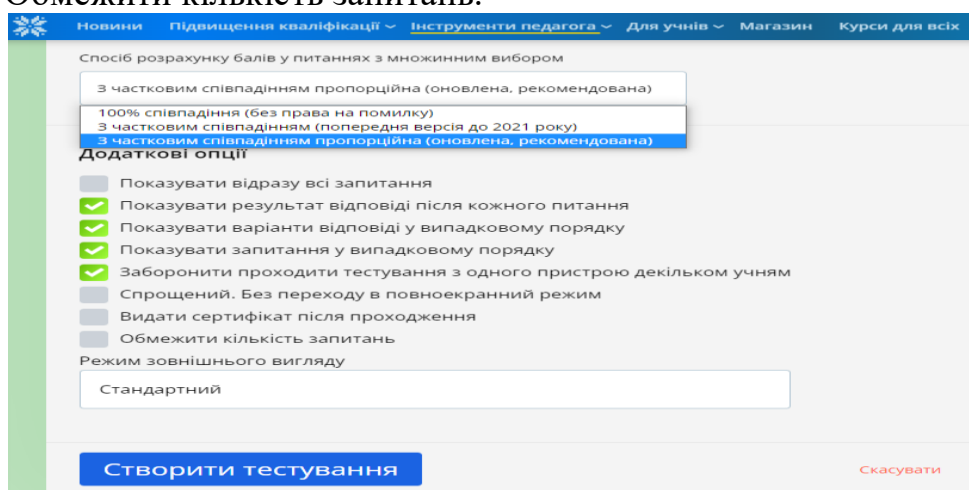 Обмежити кількість запитань.
Новини Підвищення кваліфікації Інструменти педагога Для учнів Магазин Курси для всіх
Спосіб розрахунку балів у питаннях з множинним вибором
З частковим співпадінням пропорційна (оновлена, рекомендована)
100% співпадіння (без права на помилку)
З частковим співпадінням (попередня версія до 2021 року)
З частковим співпадінням пропорційна (оновлена, рекомендована)
Додаткові опції
Показувати відразу всі запитання
Показувати результат відповіді після кожного питання
Показувати варіанти відповіді у випадковому порядку
Показувати запитання у випадковому порядку
Заборонити проходити тестування з одного пристрою декільком учням
Спрощений. Без переходу в повноекранний режим
Видати сертифікат після проходження
Обмежити кількість запитань
Режим зовнішнього вигляду
Стандартний
Створити тестування
Скасувати